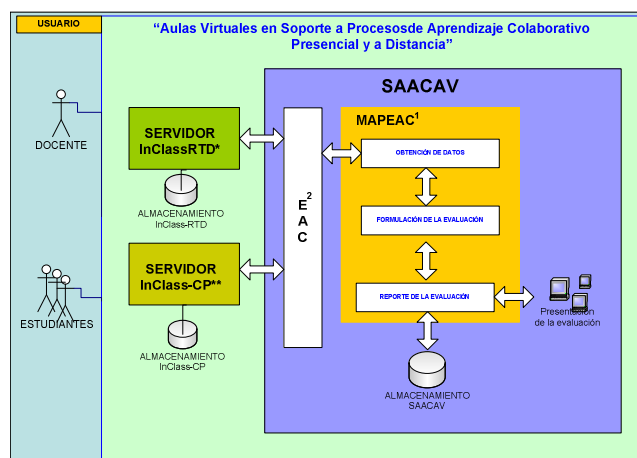 USUARIO
“Aulas Virtuales en Soporte a Procesosde Aprendizaje Colaborativo
Presencial y a Distancia”
DOCENTE
ESTUDIANTES
SERVIDOR
InClassRTD*
ALMACENAMIENTO
InClass-RTD
SERVIDOR
InClass-CP**
ALMACENAMIENTO
InClass-CP
E2
A
C
SAACAV
MAPEAC1
OBTENCIÓN DE DATOS
FORMULACIÓN DE LA EVALUACIÓN
REPORTE DE LA EVALUACIÓN
Presentación
de la evaluación
ALMACENAMIENTO
SAACAV